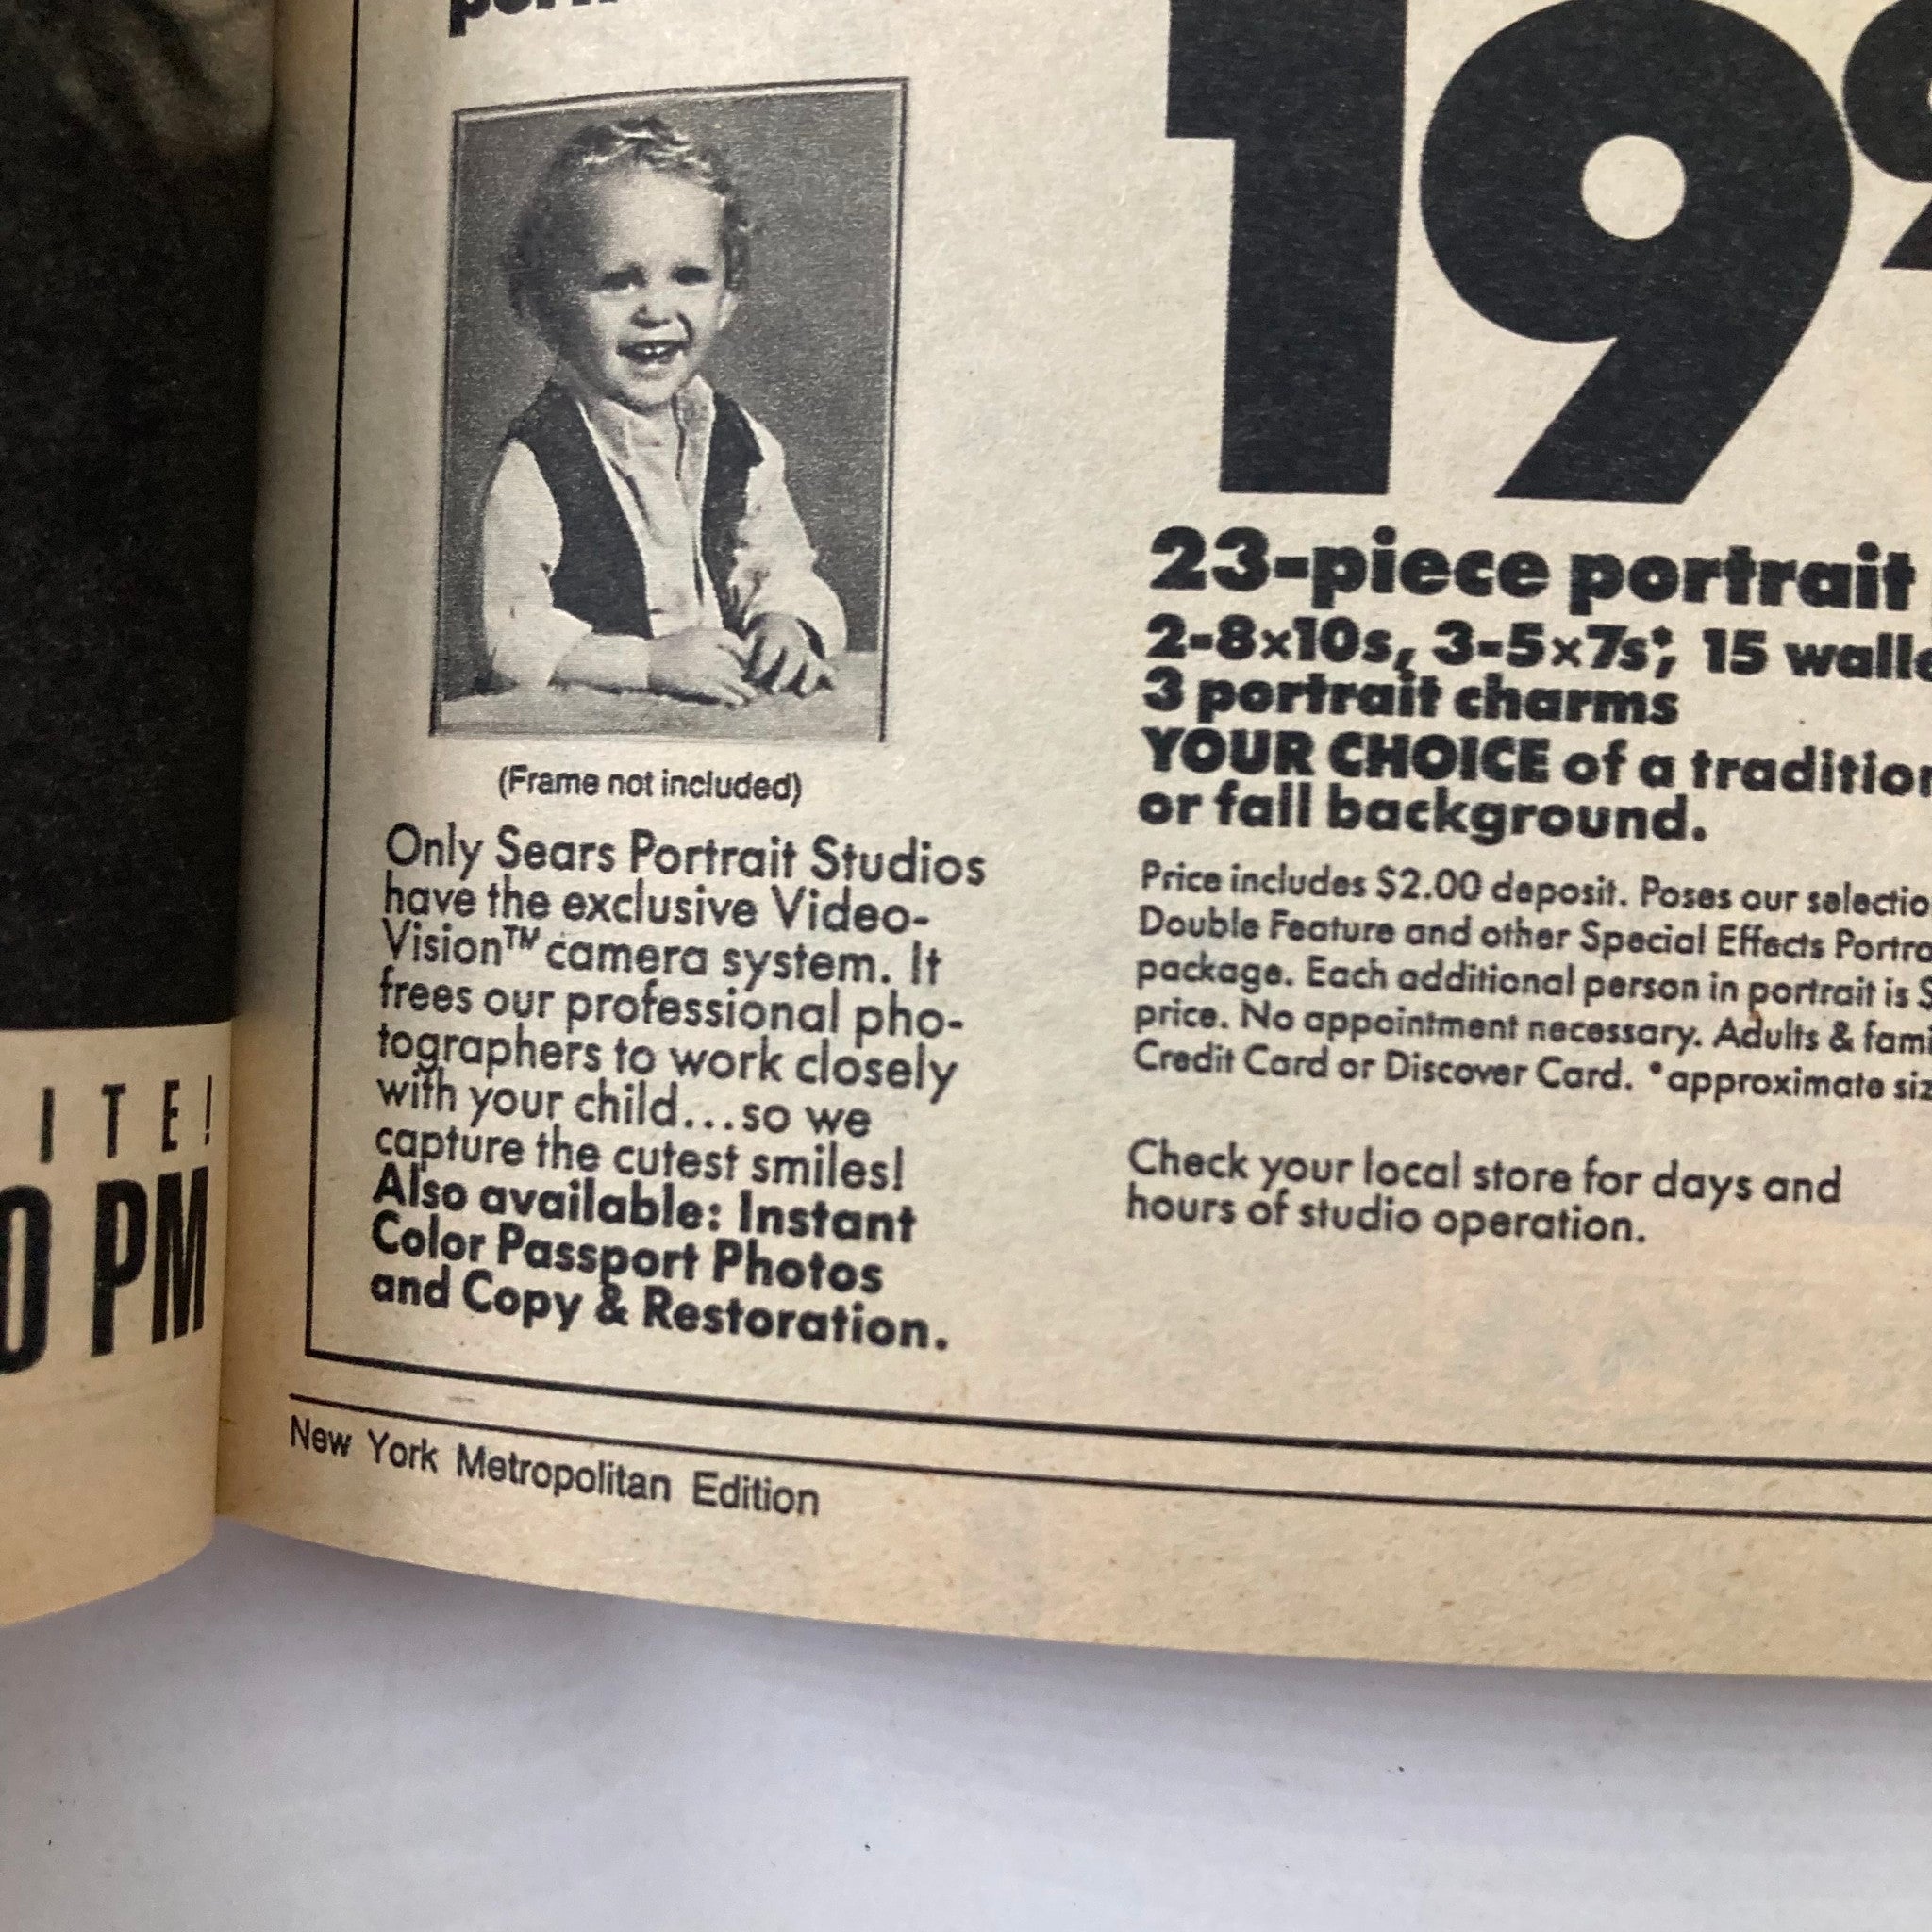 ITE!
0 PM
19
(Frame not included)
Only Sears Portrait Studios
have the exclusive Video-
Vision™ camera system. It
frees our professional pho-
tographers to work closely
with your child...so we
capture the cutest smiles!
Also available: Instant
Color Passport Photos
and Copy & Restoration.
23-piece portrait
2-8x10s, 3-5x7s*, 15
3 portrait charms
YOUR CHOICE of a
or fall background.
Price includes $2.00 deposit. Poses our
Double Feature and other Special Effects
package. Each additional person in portrait is
price. No appointment necessary. Adults &
Credit Card or Discover Card. *approximate
Check your local store for days and
hours of studio operation.
New York Metropolitan Edition